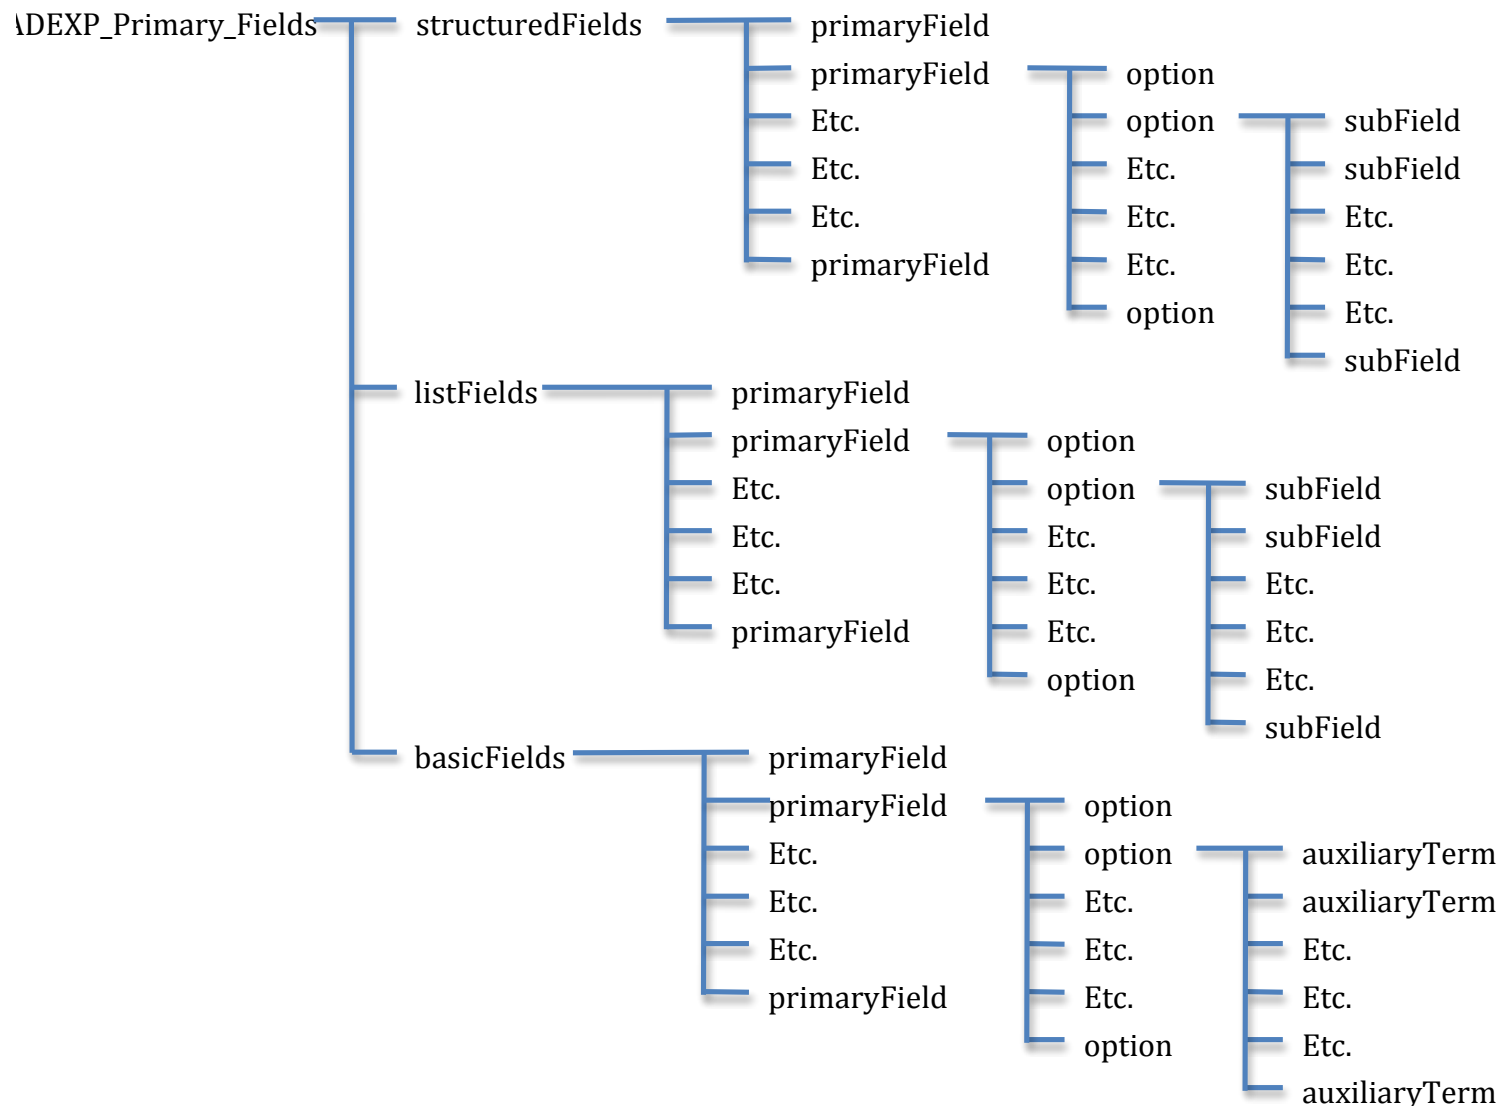 ADEXP_Primary_Fields structuredFields primaryField
primaryField option
Etc. option subField
Etc. Etc. subField
Etc. Etc. Etc.
primaryField Etc. Etc.
option Etc.
subField
listFields primaryField
primaryField option
Etc. option subField
Etc. Etc. subField
Etc. Etc. Etc.
primaryField Etc. Etc.
option Etc.
subField
basicFields primaryField
primaryField option
Etc. option auxiliaryTerm
Etc. Etc. auxiliaryTerm
Etc. Etc. Etc.
primaryField Etc. Etc.
option Etc.
auxiliaryTerm